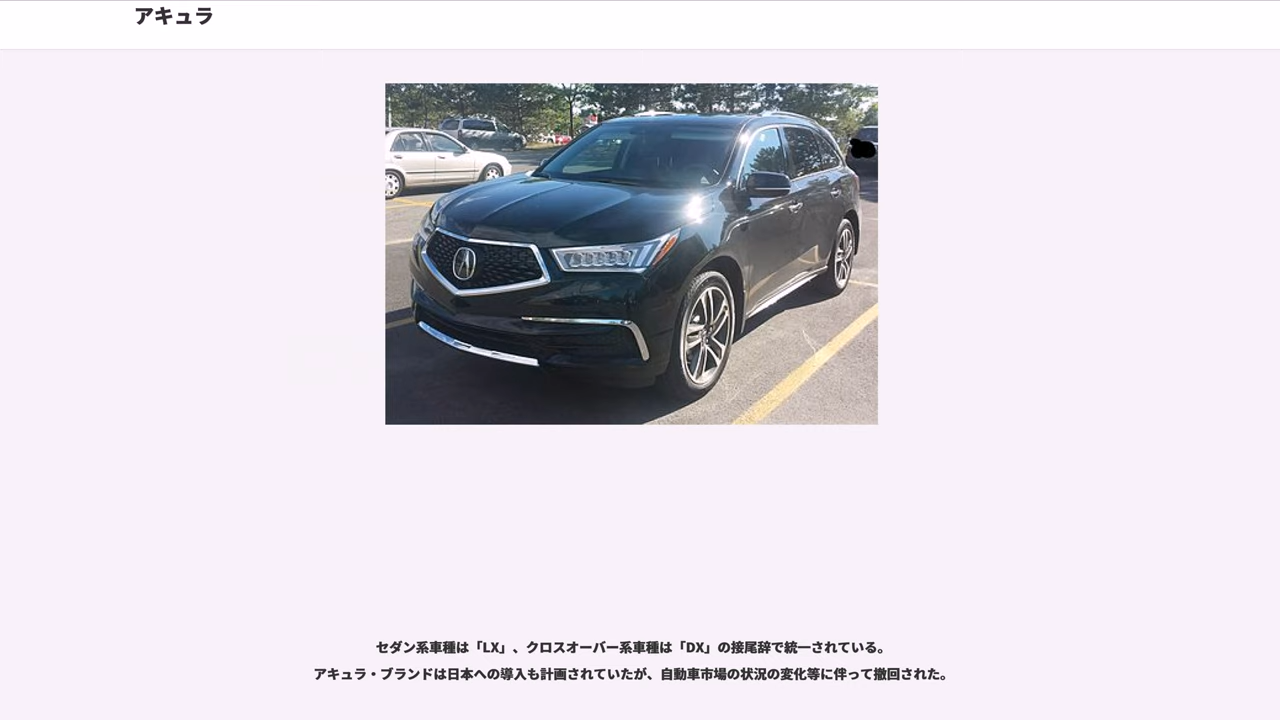 アキュラ
セダン系車種は「LX」、クロスオーバー系車種は「DX」の接尾辞で統一されている。
アキュラ・ブランドは日本への導入も計画されていたが、自動車市場の状況の変化等に伴って撤回された。